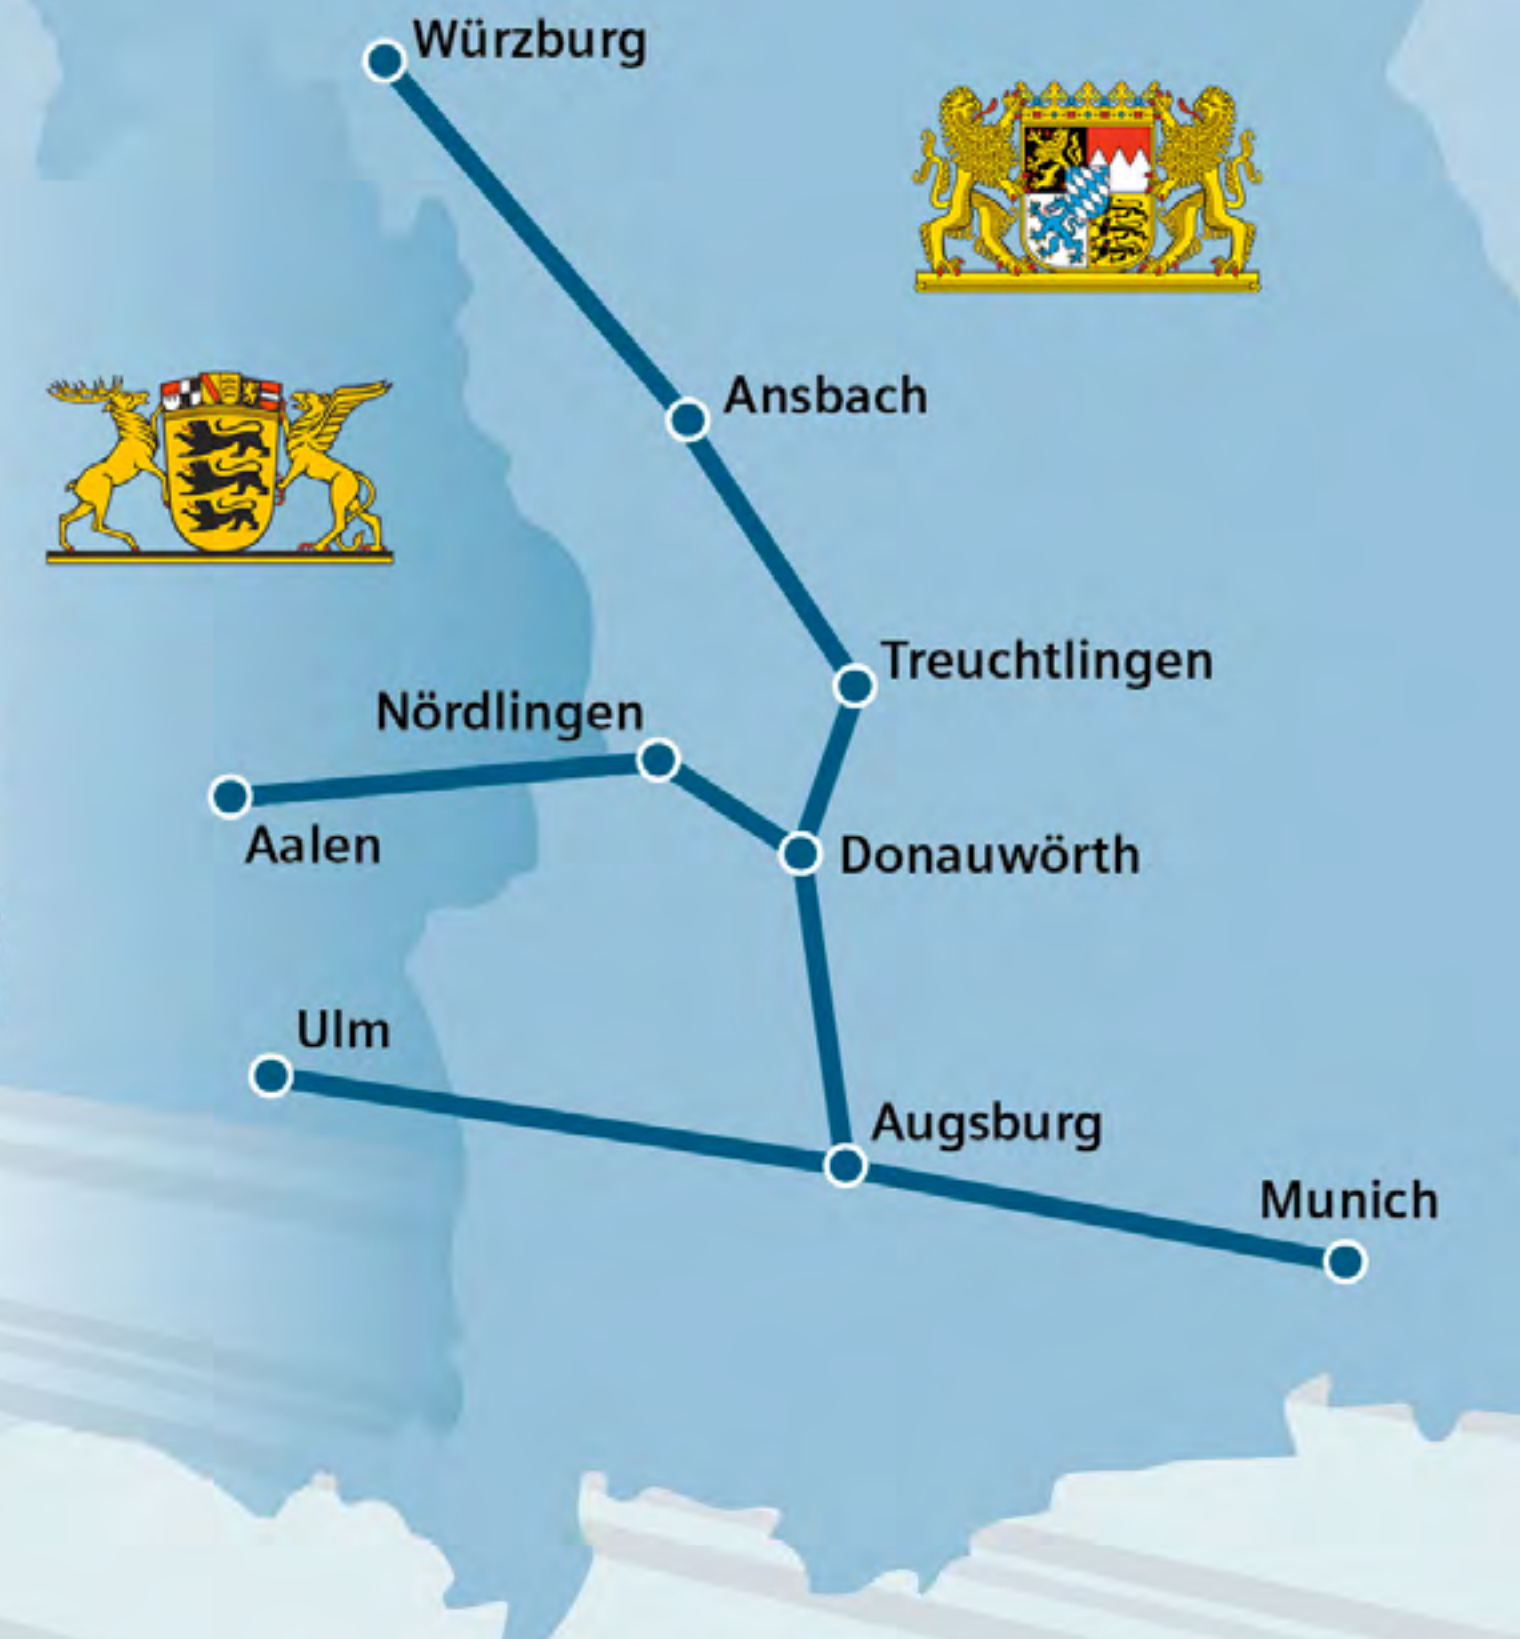 Würzburg
Ansbach
Treuchtlingen
Nördlingen
Aalen
Donauwörth
Ulm
Augsburg
Munich